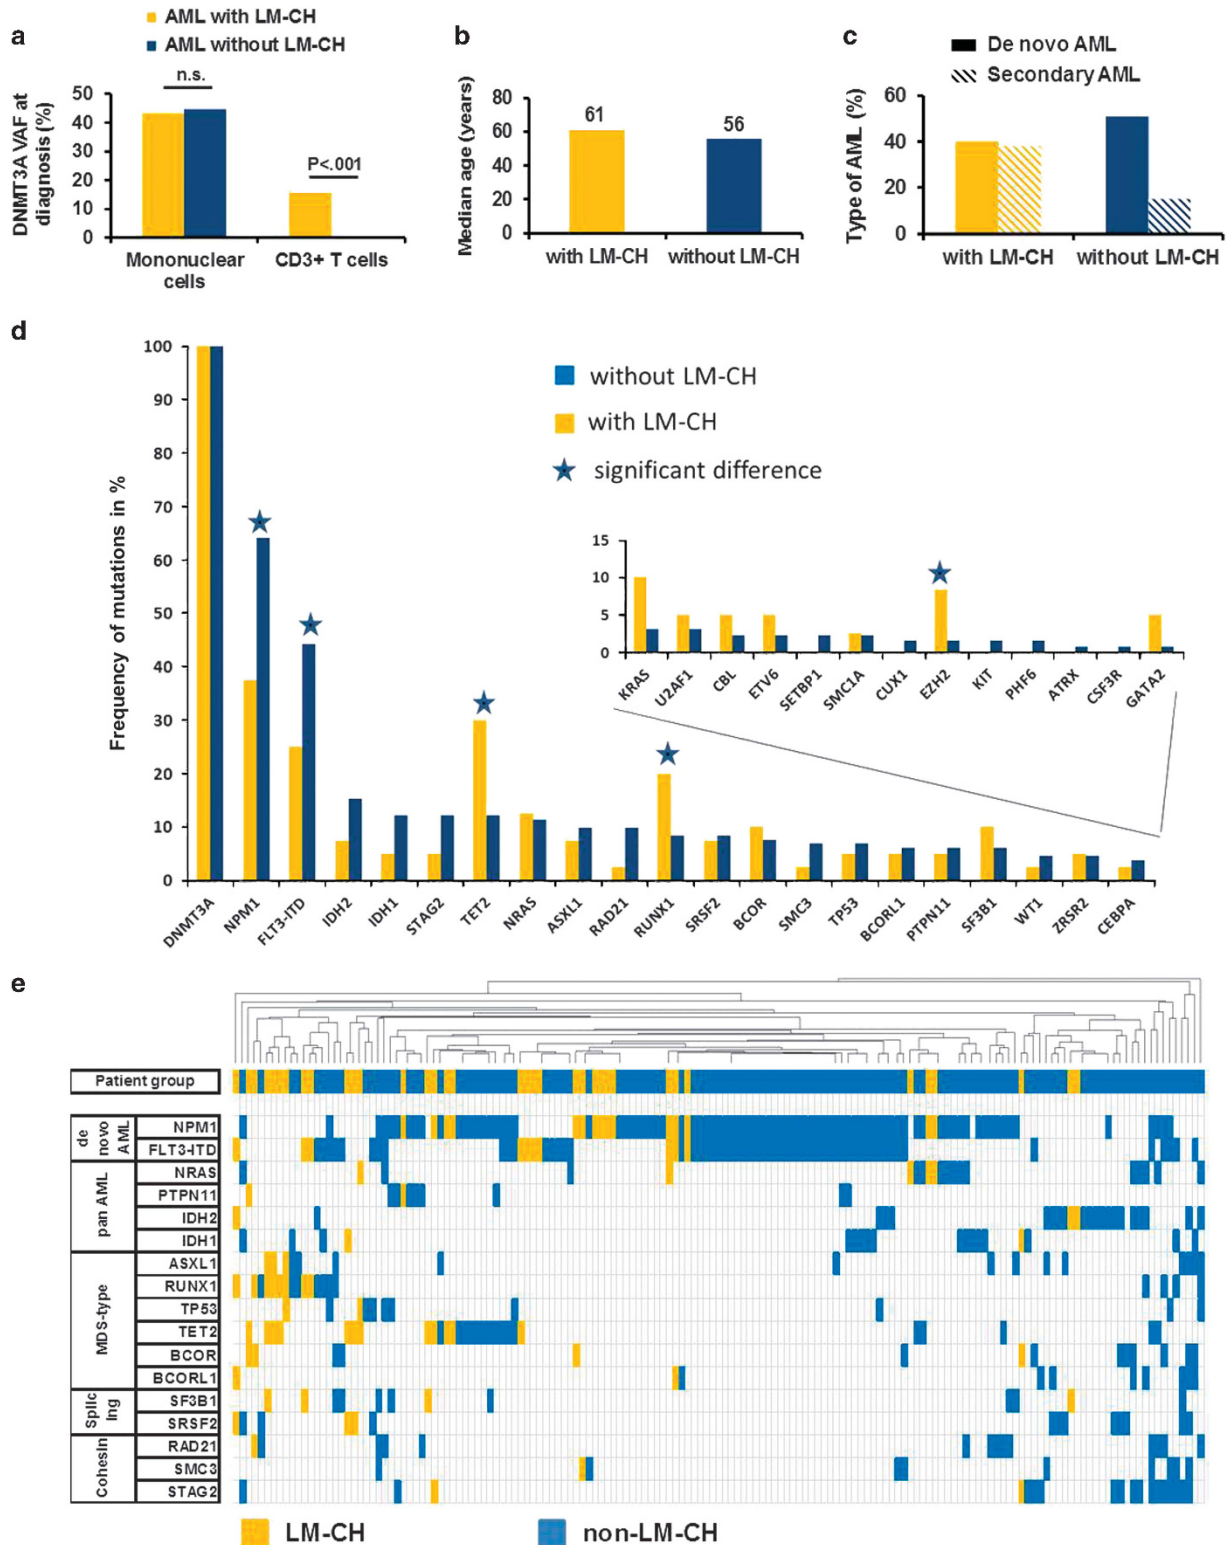 a
AML with LM-CH
AML without LM-CH
DNMT3A VAF at
diagnosis (%)
50
40
30
20
10
0
n.s.
P<.001
Mononuclear
cells
CD3+ T cells
b
Median age (years)
80
60
40
20
0
61
56
with LM-CH
without LM-CH
c
De novo AML
Secondary AML
Type of AML (%)
60
40
20
0
with LM-CH
without LM-CH
d
Frequency of mutations in %
100
90
80
70
60
50
40
30
20
10
0
without LM-CH
with LM-CH
significant difference
15
10
5
0
KRAS
U2AF1
CBL
ETV6
SETBP1
SMC1A
CUX1
EZH2
KIT
PHF6
ATRX
CSF3R
GATA2
DNMT3A
NPM1
FLT3-ITD
IDH2
IDH1
STAG2
TET2
NRAS
ASXL1
RAD21
RUNX1
SRSF2
BCOR
SMC3
TP53
BCORL1
PTPN11
SF3B1
WT1
ZRSR2
CEBPA
e
Patient group
de
novo
AML
NPM1
FLT3-ITD
pan AML
NRAS
PTPN11
IDH2
IDH1
MDS-type
ASXL1
RUNX1
TP53
TET2
BCOR
BCORL1
Splic
ing
SF3B1
SRSF2
Cohesin
RAD21
SMC3
STAG2
LM-CH
non-LM-CH